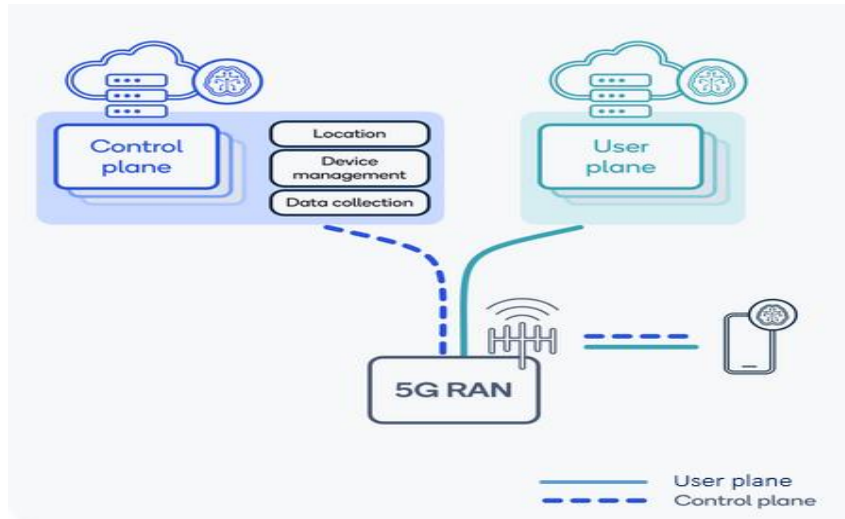 Control
plane
Location
Device
management
Data collection
User
plane
5G RAN
User plane
Control plane